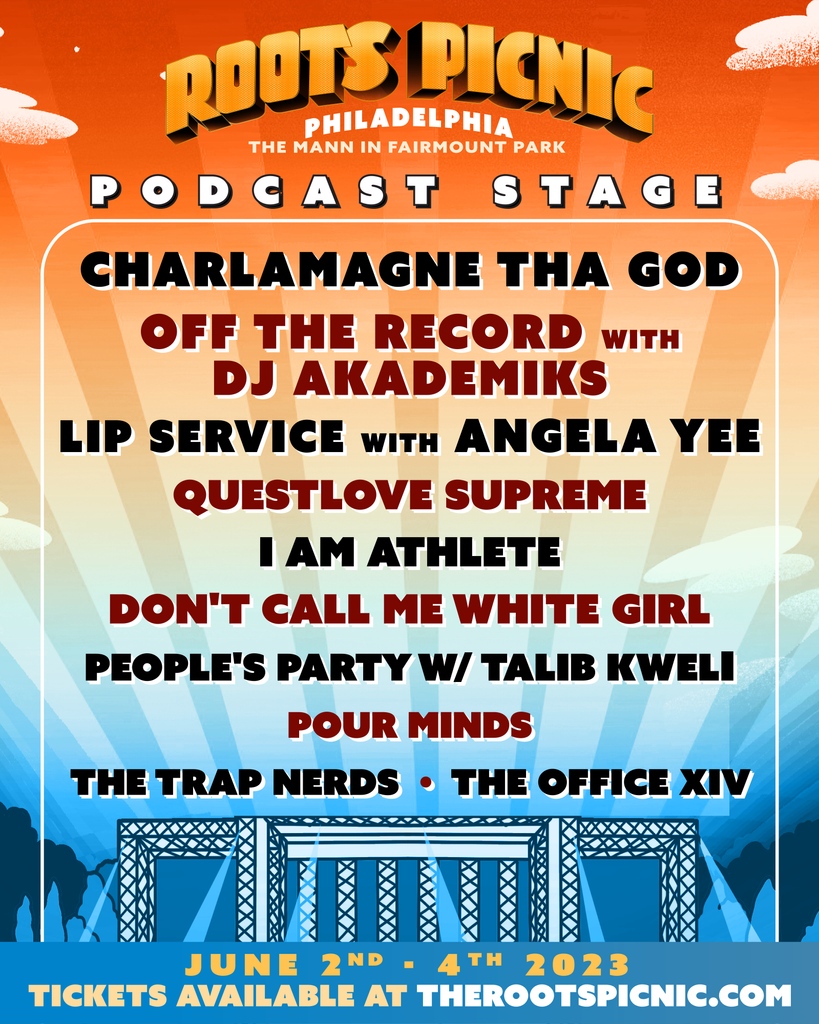 ROOTS PICNIC
PHILADELPHIA
THE MANN IN FAIRMOUNT PARK
PODCAST STAGE
CHARLAMAGNE THA GOD
OFF THE RECORD WITH
DJ AKADEMIKS
LIP SERVICE WITH ANGELA YEE
QUESTLOVE SUPREME
I AM ATHLETE
DON'T CALL ME WHITE GIRL
PEOPLE'S PARTY W/ TALIB KWELI
POUR MINDS
THE TRAP NERDS • THE OFFICE XIV
JUNE 2ND - 4TH 2023
TICKETS AVAILABLE AT THEROOTSPICNIC.COM